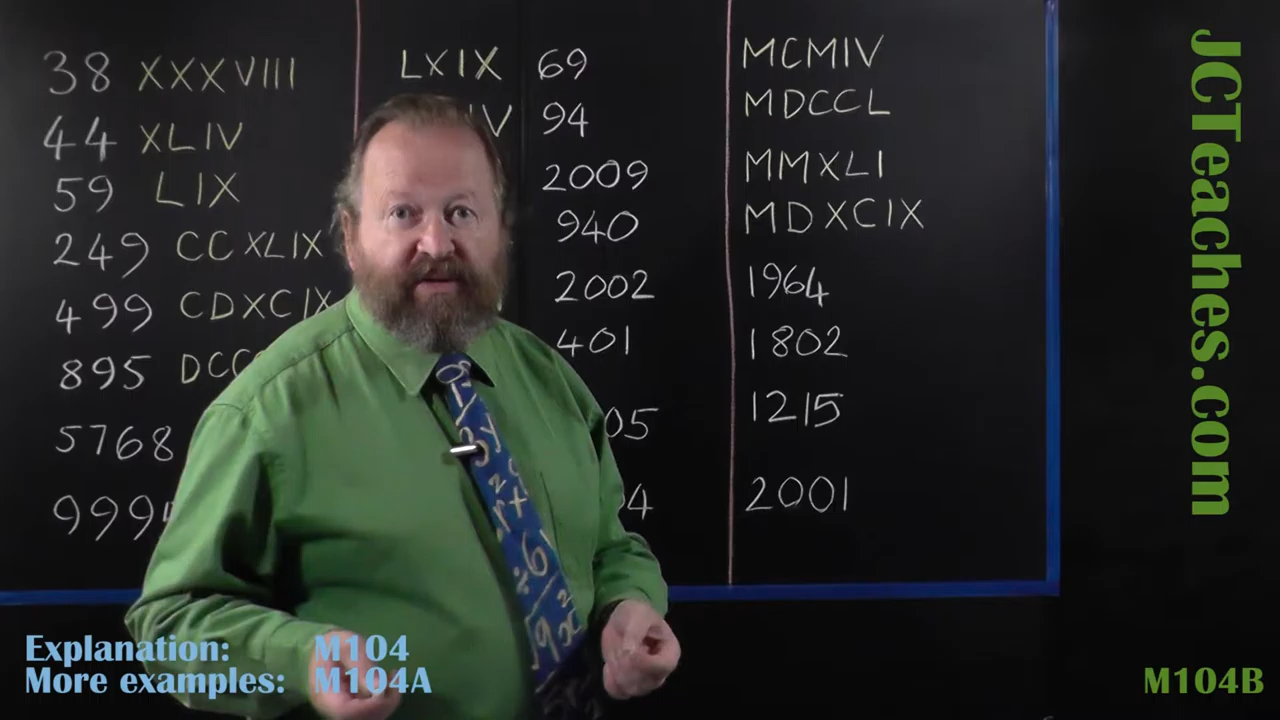 38 XXXVIII
44 XLIV
59 LIX
249 CCXLIX
499 CDXCIX
895
5768
LXIX 69
94
2009
940
2002
401
MCMIV
MDCCL
MMXLI
MDXCIX
1964
1802
1215
2001
JCTeaches.com
Explanation: M104
More examples: M104A
M104B